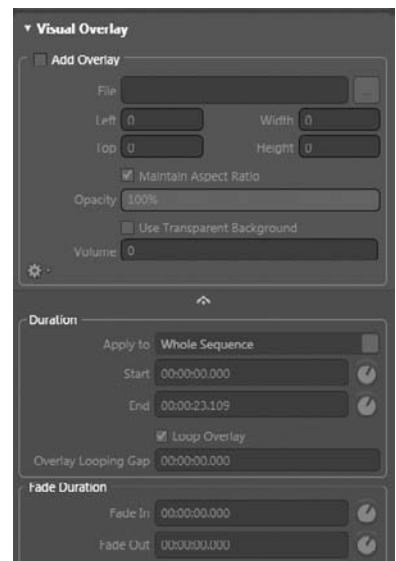 Visual Overlay
Add Overlay
File ...
Left 0 Width 0
Top 0 Height 0
Maintain Aspect Ratio
Opacity 100%
Use Transparent Background
Volume 0
Duration
Apply to Whole Sequence
Start 00:00:00.000
End 00:00:23.109
Loop Overlay
Overlay Looping Gap 00:00:00.000
Fade Duration
Fade In 00:00:00.000
Fade Out 00:00:00.000